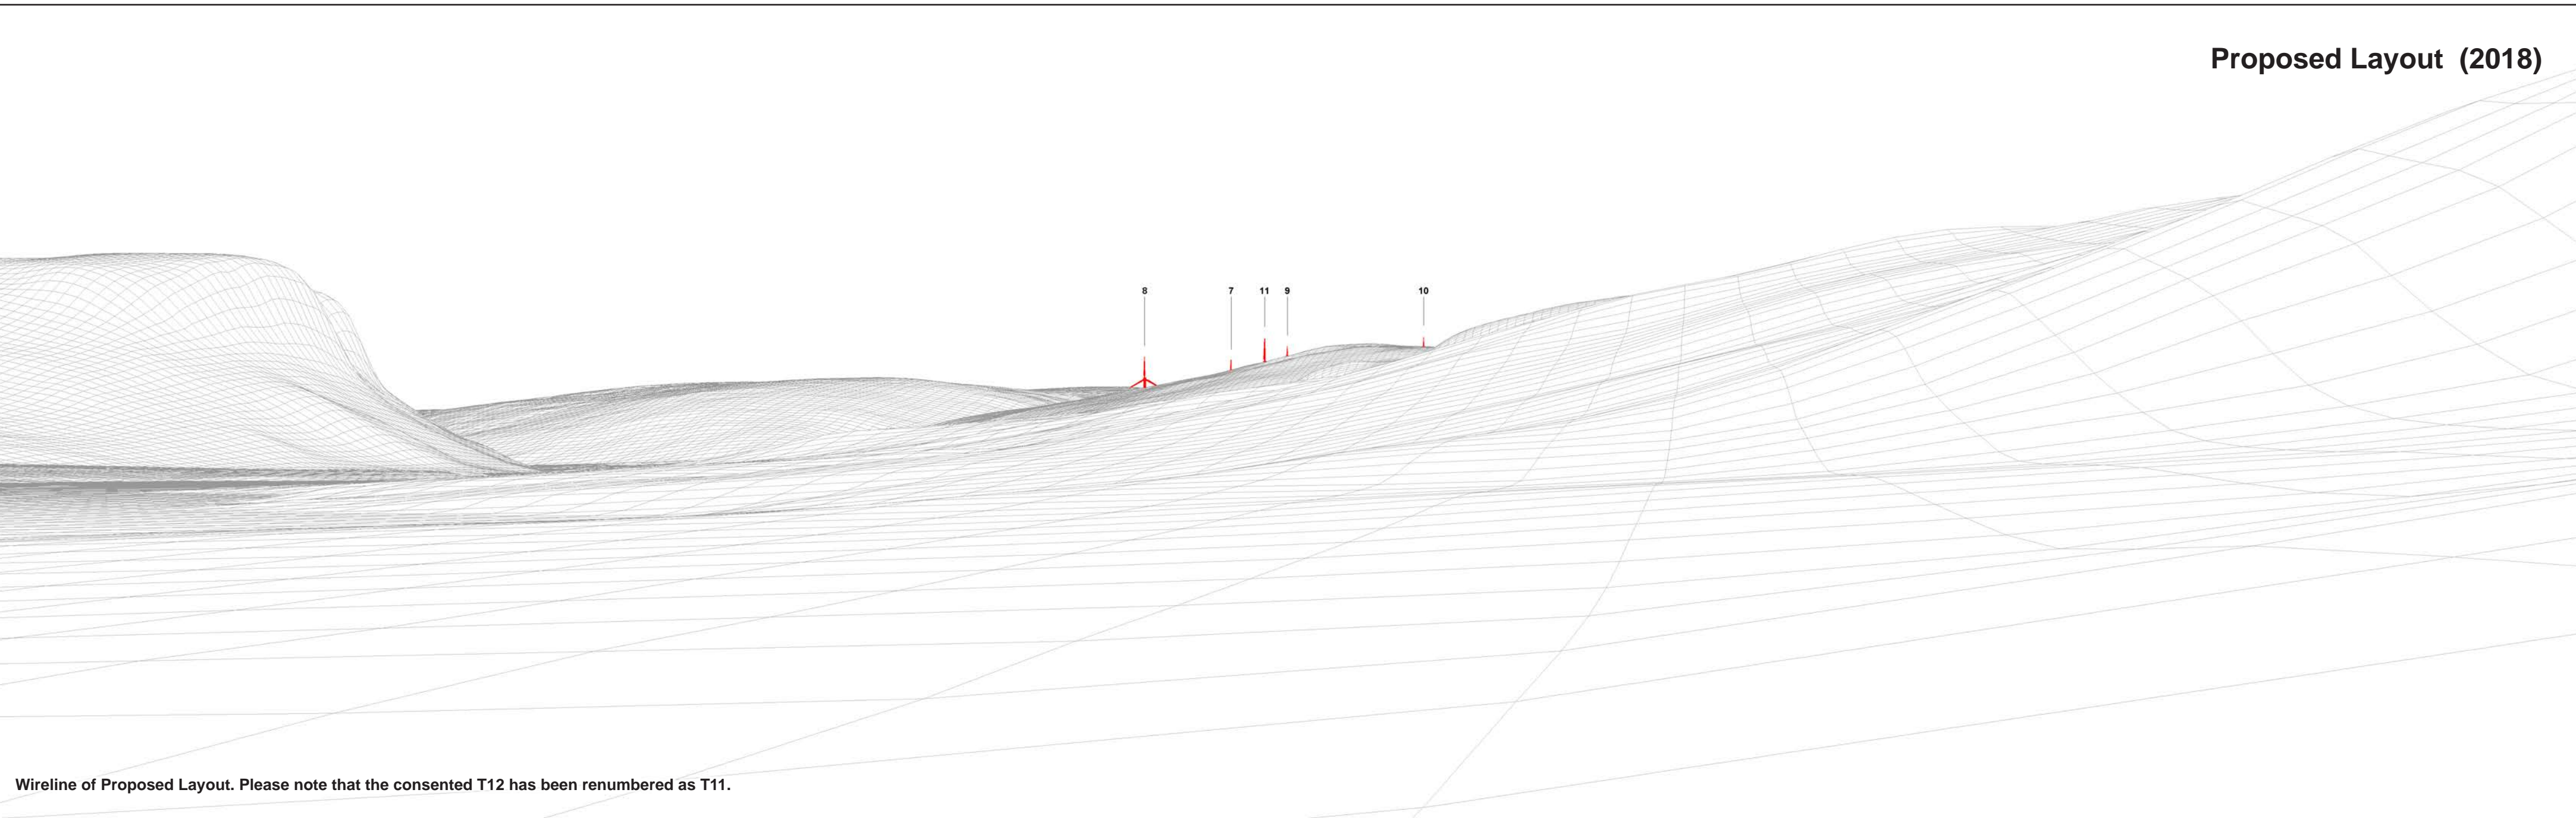 Proposed Layout (2018)
8 7 11 9 10
Wireline of Proposed Layout. Please note that the consented T12 has been renumbered as T11.